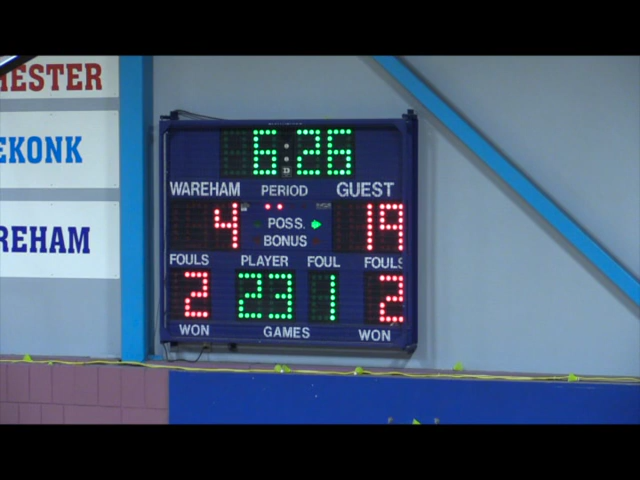 HESTER
EKONK
REHAM
6:26
WAREHAM PERIOD GUEST
4 POSS. 19
BONUS
FOULS PLAYER FOUL FOULS
2 23 1 2
WON GAMES WON